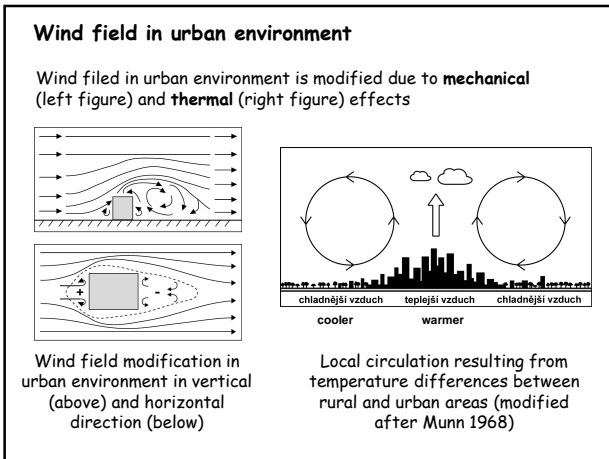 Wind field in urban environment
Wind filed in urban environment is modified due to mechanical
(left figure) and thermal (right figure) effects
+ -
chladnější vzduch teplejší vzduch chladnější vzduch
cooler warmer
Wind field modification in
urban environment in vertical
(above) and horizontal
direction (below)
Local circulation resulting from
temperature differences between
rural and urban areas (modified
after Munn 1968)